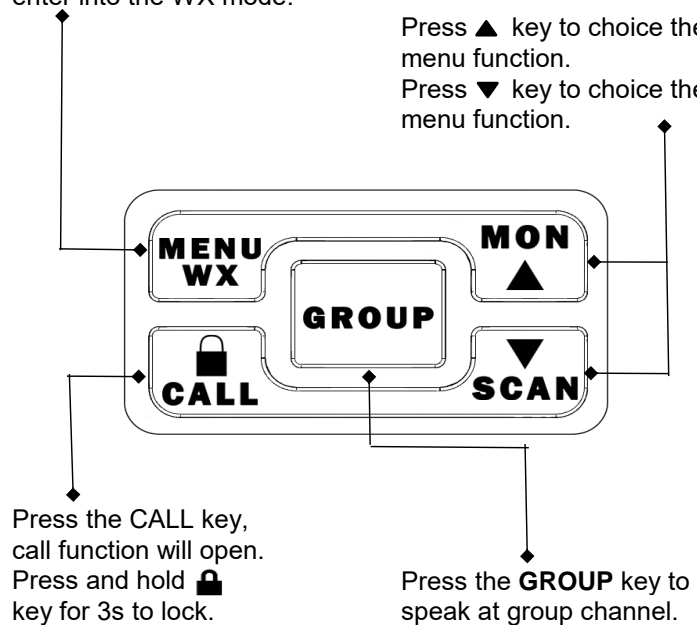 enter into the WX mode.
Press ▲ key to choice the
menu function.
Press ▼ key to choice the
menu function.
MENU
WX
MON
▲
GROUP
CALL
▼
SCAN
Press the CALL key,
call function will open.
Press and hold 🔒
key for 3s to lock.
Press the GROUP key to
speak at group channel.